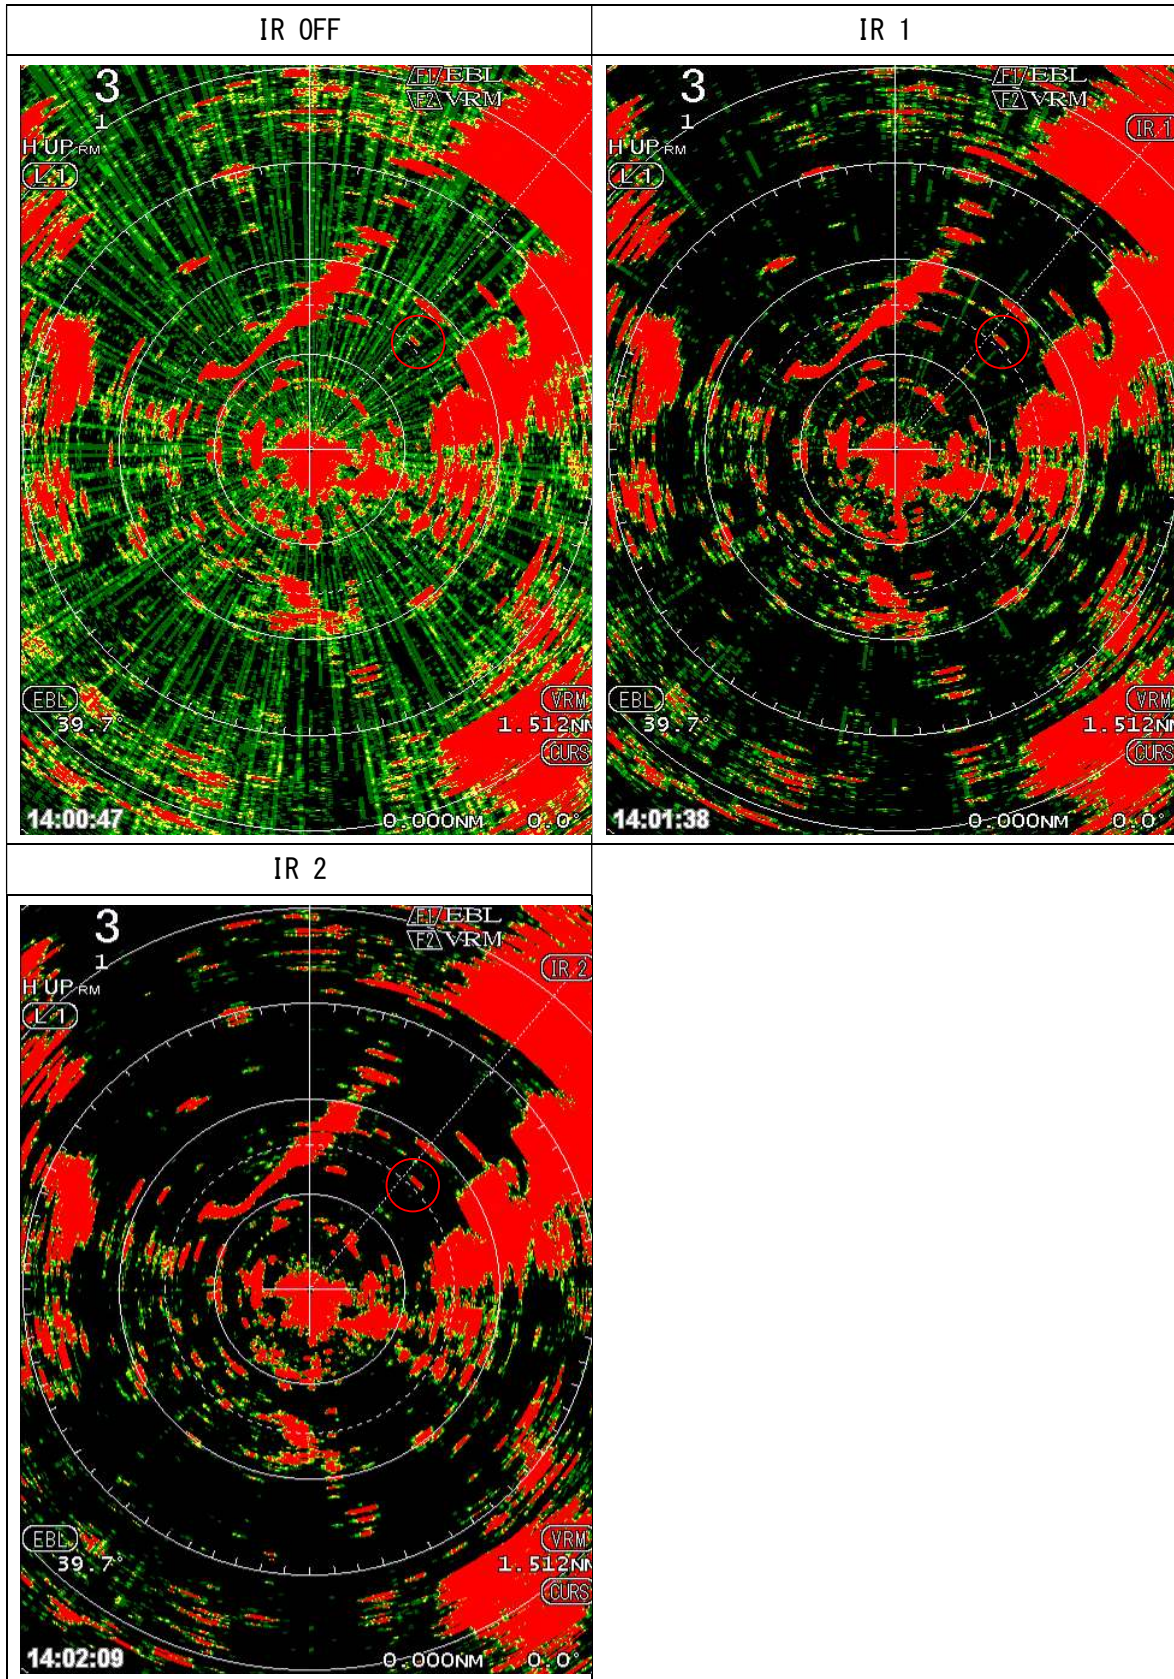 IR OFF
IR 1
3
F1 EBL
F2 VRM
1
H UP RM
L 1
EBL
39.7°
VRM
1.512NM
CURS
14:00:47
0.000NM 0.0°
3
F1 EBL
F2 VRM
1
IR.1
H UP RM
L 1
EBL
39.7°
VRM
1.512NM
CURS
14:01:38
0.000NM 0.0°
IR 2
3
F1 EBL
F2 VRM
1
IR.2
H UP RM
L 1
EBL
39.7°
VRM
1.512NM
CURS
14:02:09
0.000NM 0.0°